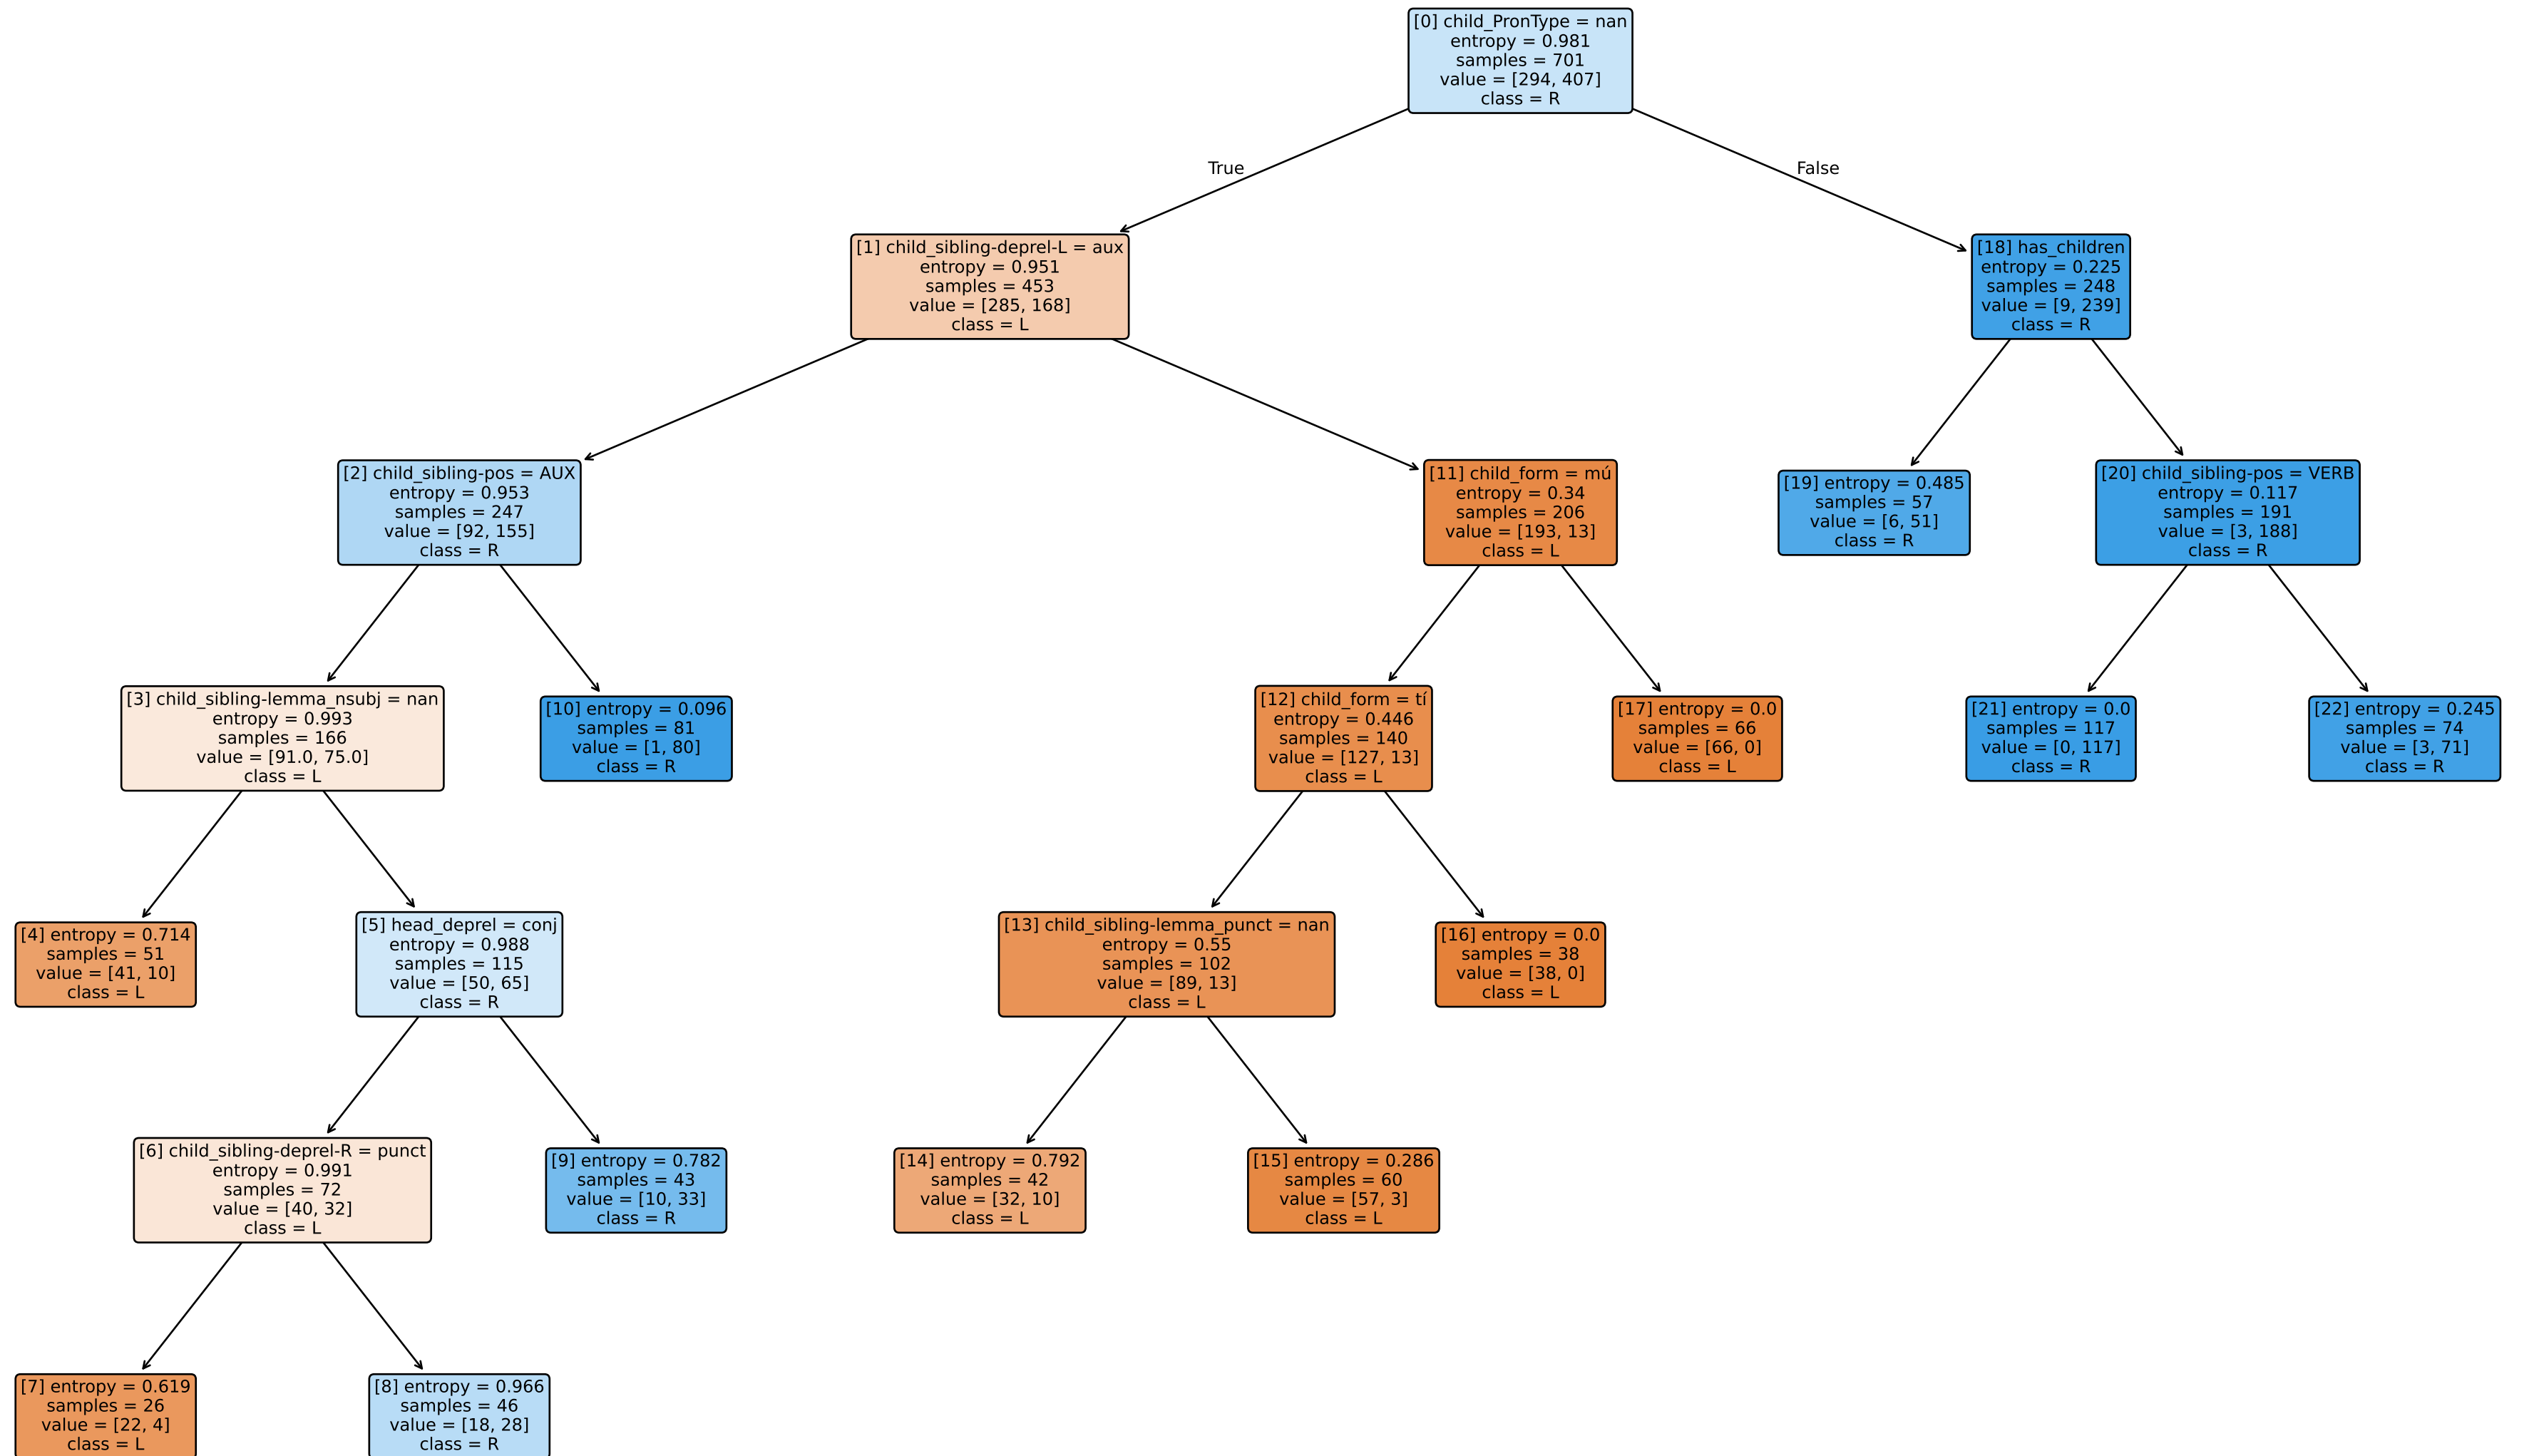 [0] child_PronType = nan
entropy = 0.981
samples = 701
value = [294, 407]
class = R
True
False
[1] child_sibling-deprel-L = aux
entropy = 0.951
samples = 453
value = [285, 168]
class = L
[18] has_children
entropy = 0.225
samples = 248
value = [9, 239]
class = R
[2] child_sibling-pos = AUX
entropy = 0.953
samples = 247
value = [92, 155]
class = R
[11] child_form = mú
entropy = 0.34
samples = 206
value = [193, 13]
class = L
[19] entropy = 0.485
samples = 57
value = [6, 51]
class = R
[20] child_sibling-pos = VERB
entropy = 0.117
samples = 191
value = [3, 188]
class = R
[3] child_sibling-lemma_nsubj = nan
entropy = 0.993
samples = 166
value = [91.0, 75.0]
class = L
[10] entropy = 0.096
samples = 81
value = [1, 80]
class = R
[12] child_form = tí
entropy = 0.446
samples = 140
value = [127, 13]
class = L
[17] entropy = 0.0
samples = 66
value = [66, 0]
class = L
[21] entropy = 0.0
samples = 117
value = [0, 117]
class = R
[22] entropy = 0.245
samples = 74
value = [3, 71]
class = R
[4] entropy = 0.714
samples = 51
value = [41, 10]
class = L
[5] head_deprel = conj
entropy = 0.988
samples = 115
value = [50, 65]
class = R
[13] child_sibling-lemma_punct = nan
entropy = 0.55
samples = 102
value = [89, 13]
class = L
[16] entropy = 0.0
samples = 38
value = [38, 0]
class = L
[6] child_sibling-deprel-R = punct
entropy = 0.991
samples = 72
value = [40, 32]
class = L
[9] entropy = 0.782
samples = 43
value = [10, 33]
class = R
[14] entropy = 0.792
samples = 42
value = [32, 10]
class = L
[15] entropy = 0.286
samples = 60
value = [57, 3]
class = L
[7] entropy = 0.619
samples = 26
value = [22, 4]
class = L
[8] entropy = 0.966
samples = 46
value = [18, 28]
class = R